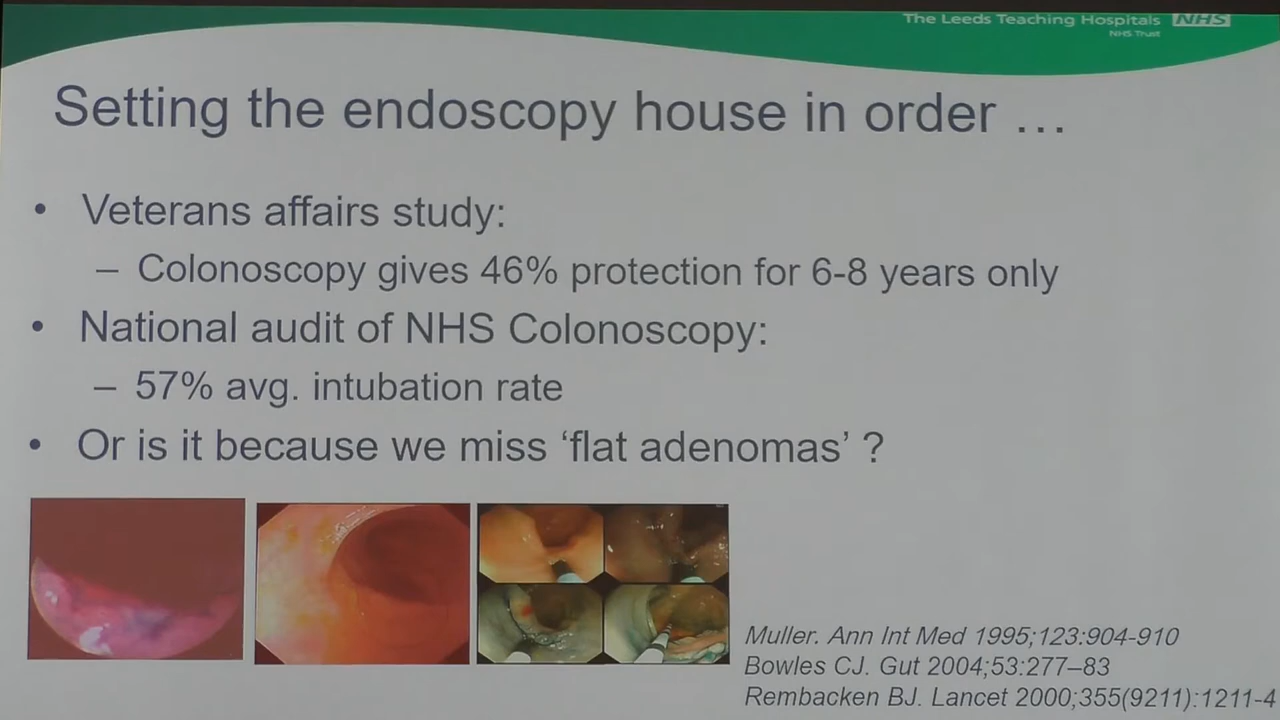 The Leeds Teaching Hospitals NHS
NHS Trust
Setting the endoscopy house in order …
• Veterans affairs study:
– Colonoscopy gives 46% protection for 6-8 years only
• National audit of NHS Colonoscopy:
– 57% avg. intubation rate
• Or is it because we miss ‘flat adenomas’ ?
Muller. Ann Int Med 1995;123:904-910
Bowles CJ. Gut 2004;53:277–83
Rembacken BJ. Lancet 2000;355(9211):1211-4